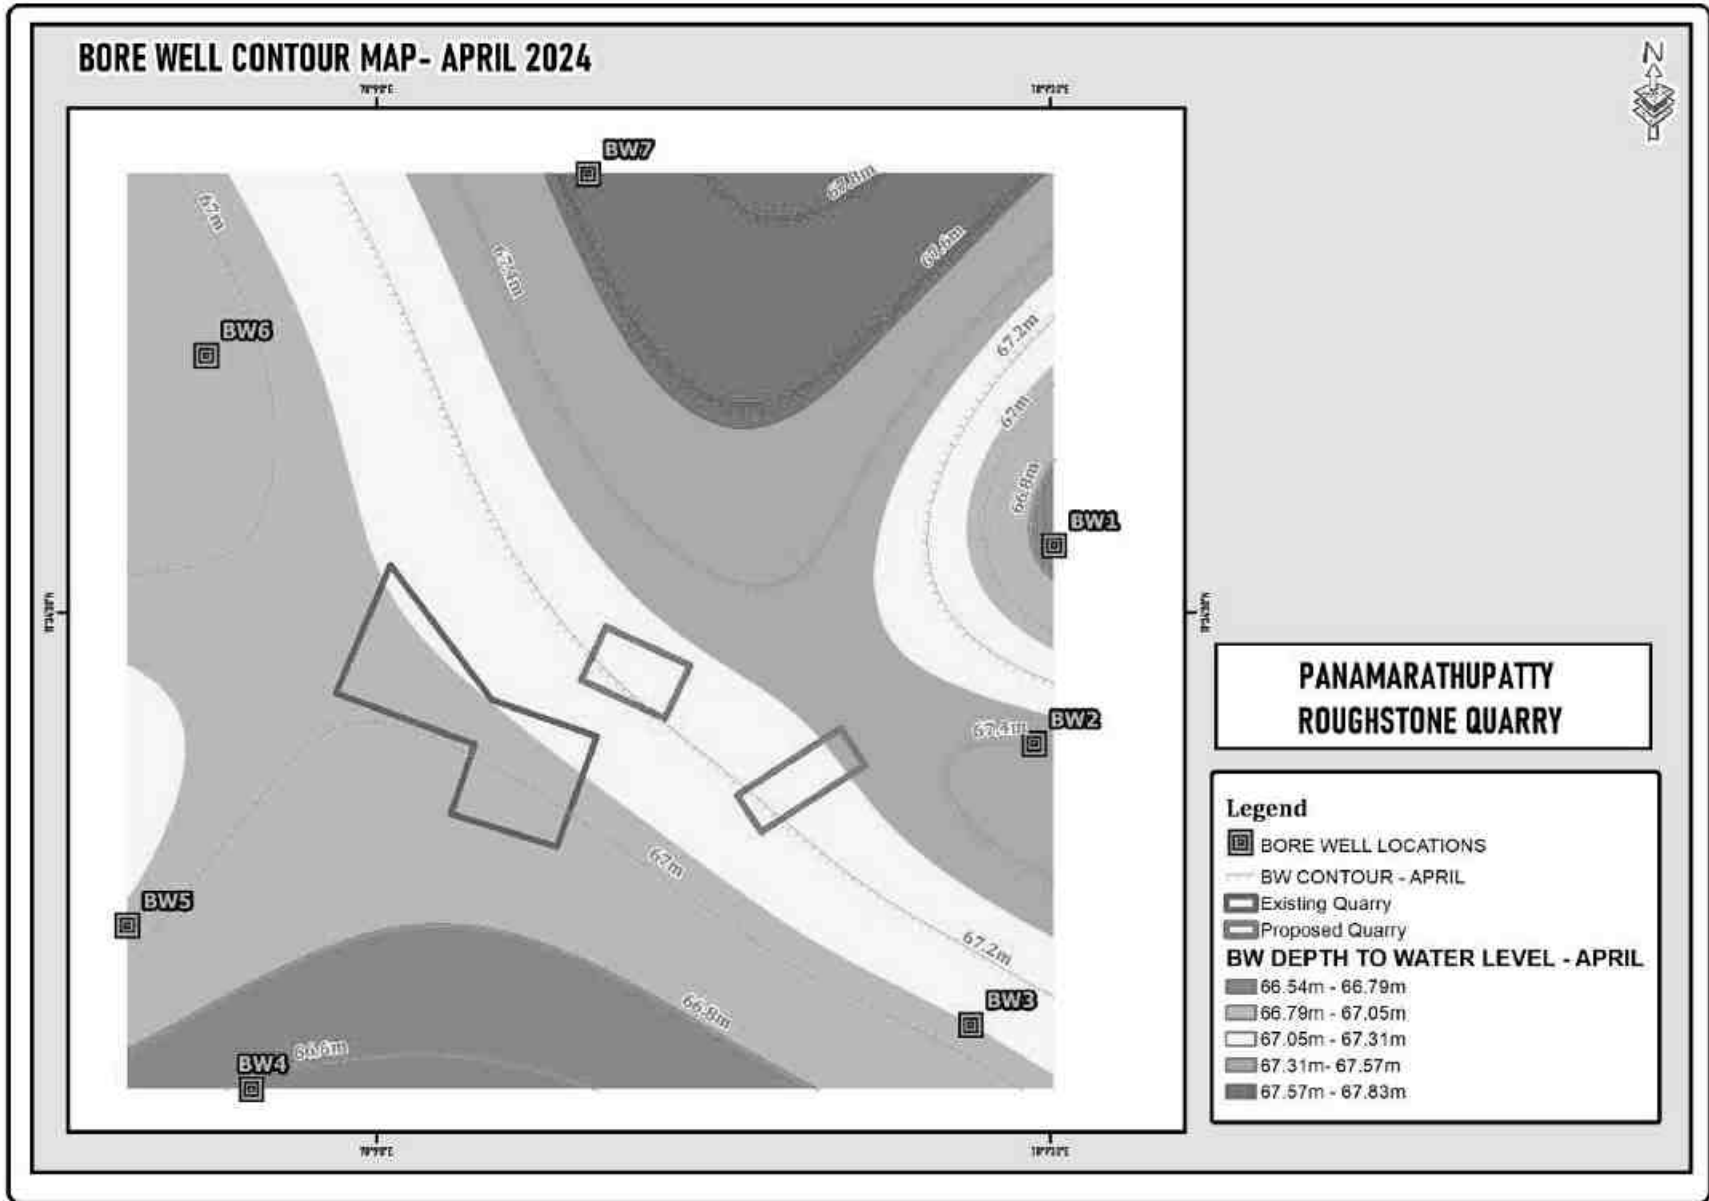 BORE WELL CONTOUR MAP- APRIL 2024
N
BW7
67.8m
67m
67.6m
67.4m
BW6
67.2m
67m
66.8m
BW1
67.4m
BW2
67m
BW5
67.2m
BW3
66.8m
66.6m
BW4
PANAMARATHUPATTY
ROUGHSTONE QUARRY
Legend
BORE WELL LOCATIONS
BW CONTOUR - APRIL
Existing Quarry
Proposed Quarry
BW DEPTH TO WATER LEVEL - APRIL
66.54m - 66.79m
66.79m - 67.05m
67.05m - 67.31m
67.31m- 67.57m
67.57m - 67.83m